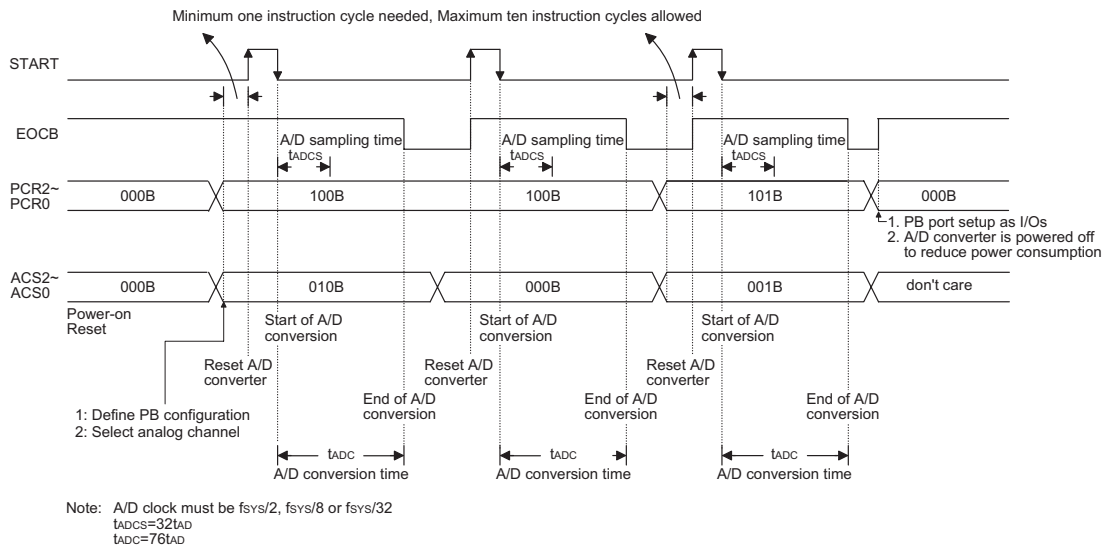 Minimum one instruction cycle needed, Maximum ten instruction cycles allowed
START
EOCB
A/D sampling time
tADCS
A/D sampling time
tADCS
A/D sampling time
tADCS
PCR2~
PCR0
000B
100B
100B
101B
000B
1. PB port setup as I/Os
2. A/D converter is powered off
to reduce power consumption
ACS2~
ACS0
000B
010B
000B
001B
don't care
Power-on
Reset
Start of A/D
conversion
Start of A/D
conversion
Start of A/D
conversion
Reset A/D
converter
Reset A/D
converter
Reset A/D
converter
1: Define PB configuration
2: Select analog channel
End of A/D
conversion
End of A/D
conversion
End of A/D
conversion
tADC
A/D conversion time
tADC
A/D conversion time
tADC
A/D conversion time
Note: A/D clock must be fSYS/2, fSYS/8 or fSYS/32
tADCS=32tAD
tADC=76tAD